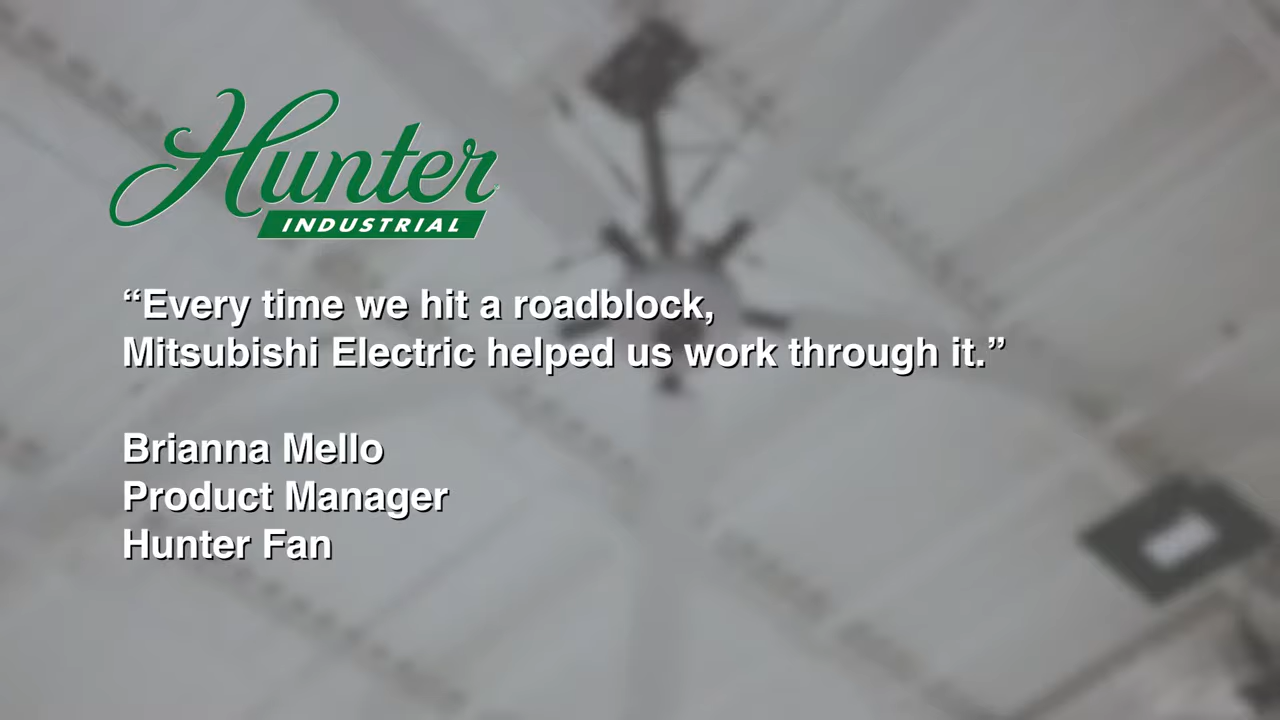 Hunter
INDUSTRIAL
“Every time we hit a roadblock,
Mitsubishi Electric helped us work through it.”
Brianna Mello
Product Manager
Hunter Fan